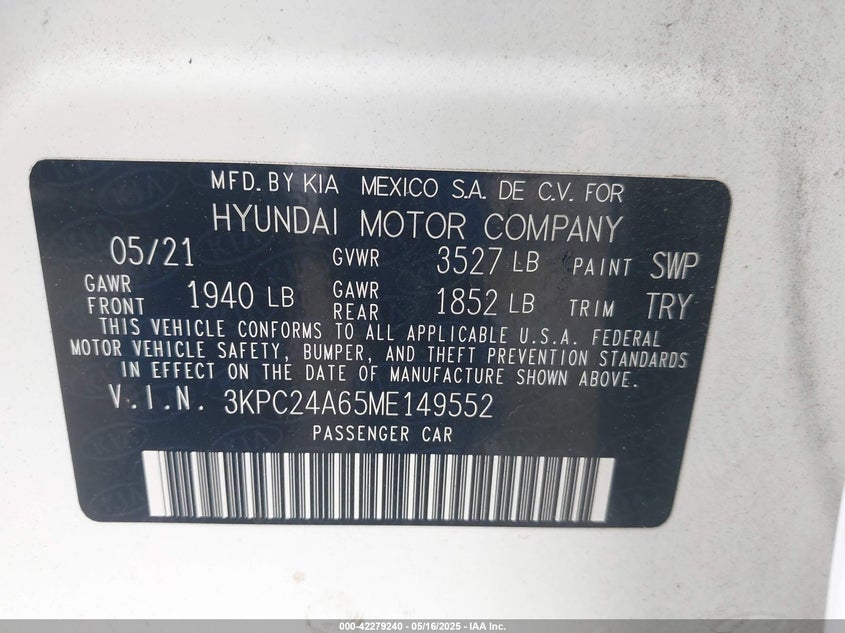 MFD. BY KIA MEXICO S.A. DE C.V. FOR
HYUNDAI MOTOR COMPANY
05/21 GVWR 3527 LB PAINT SWP
GAWR FRONT 1940 LB GAWR REAR 1852 LB TRIM TRY
THIS VEHICLE CONFORMS TO ALL APPLICABLE U.S.A. FEDERAL
MOTOR VEHICLE SAFETY, BUMPER, AND THEFT PREVENTION STANDARDS
IN EFFECT ON THE DATE OF MANUFACTURE SHOWN ABOVE.
V.I.N. 3KPC24A65ME149552
PASSENGER CAR
000-42279240 - 05/16/2025 - IAA Inc.